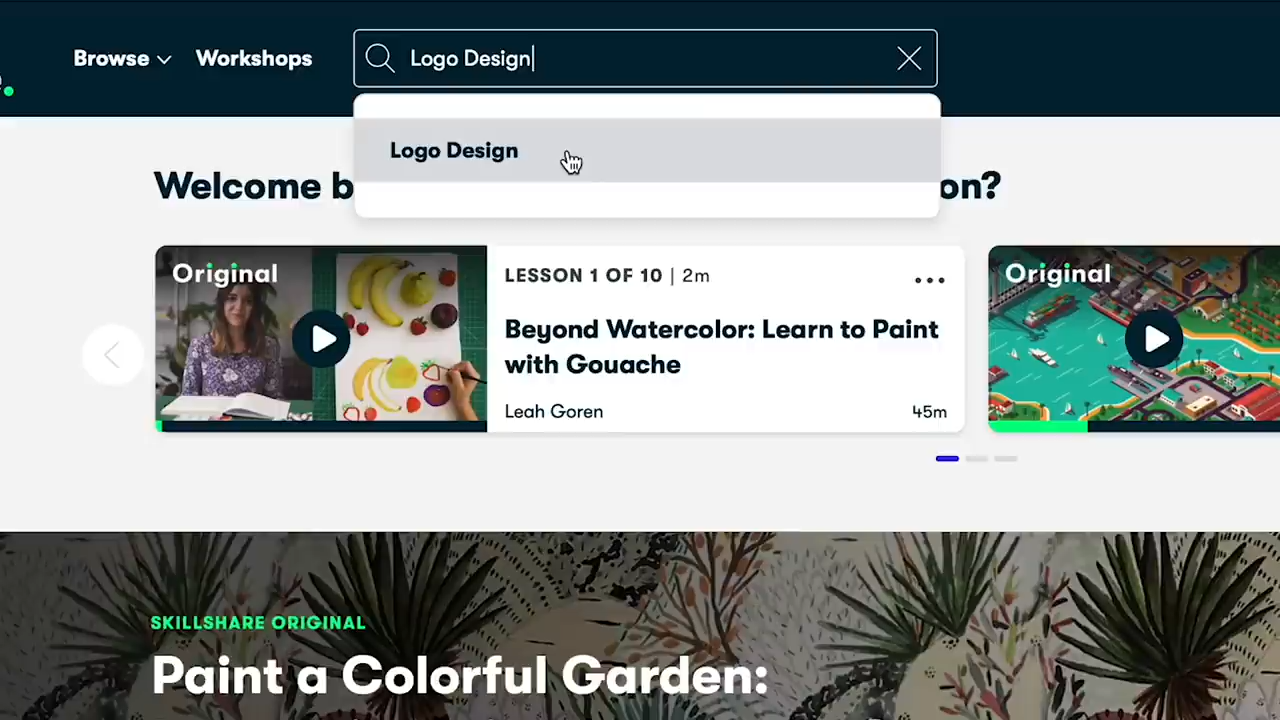 Browse Workshops Logo Design
Logo Design
Welcome b on?
Original
LESSON 1 OF 10 | 2m
Beyond Watercolor: Learn to Paint
with Gouache
Leah Goren 45m
Original
SKILLSHARE ORIGINAL
Paint a Colorful Garden: